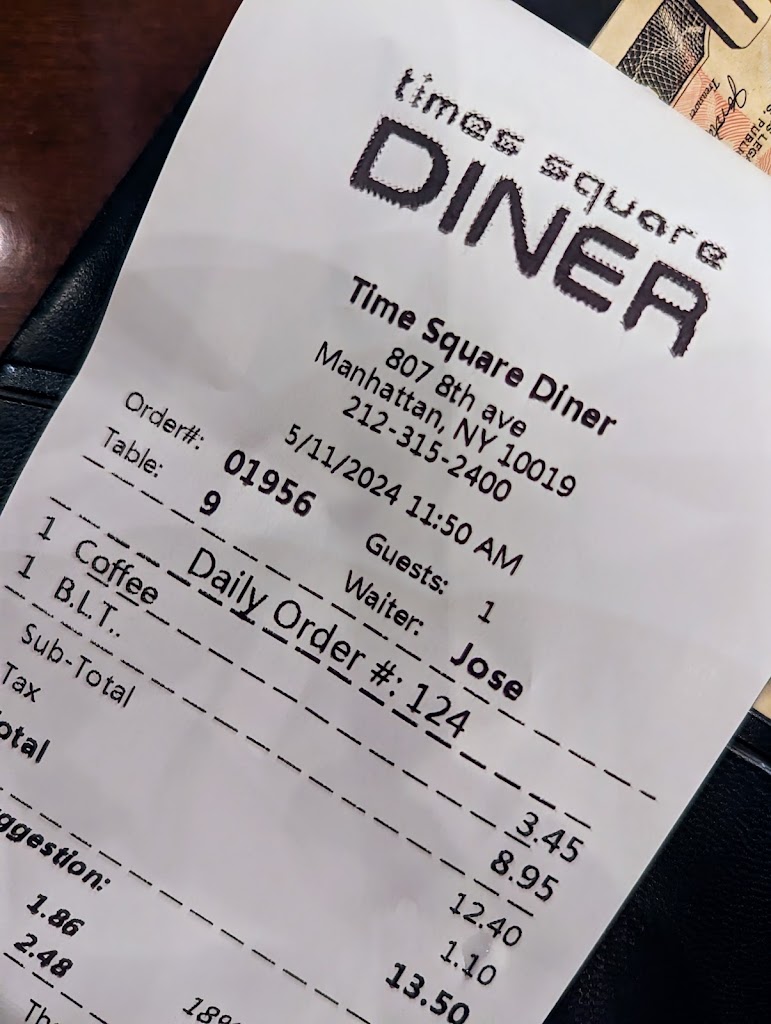 times square
DINER
Time Square Diner
807 8th ave
Manhattan, NY 10019
212-315-2400
5/11/2024 11:50 AM
Order#: 01956 Guests: 1
Table: 9 Waiter: Jose
Daily Order #: 124
1 Coffee 3.45
1 B.L.T.. 8.95
Sub-Total 12.40
Tax 1.10
otal 13.50
ggestion:
1.86 18%
2.48
Th